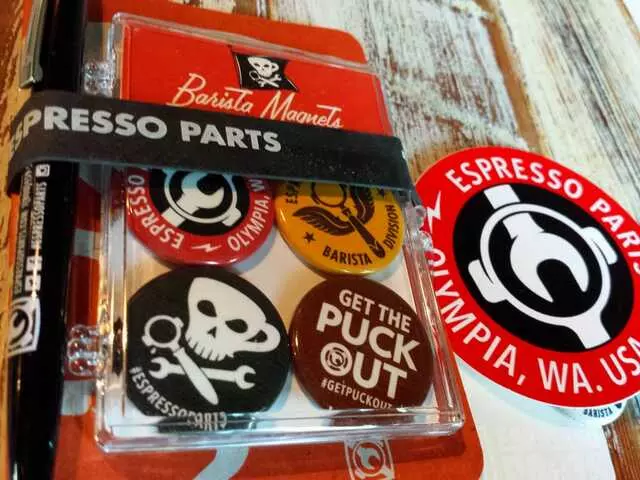 Barista Magnets
ESPRESSO PARTS
ESPRESSO
OLYMPIA, W
BARISTA DIVISION
#ESPRESSOPARTS
GET THE
PUCK
OUT
#GETPUCKOUT
ESPRESSO PARTS
OLYMPIA, WA. USA
@ESPRESSOPARTS
BARISTA